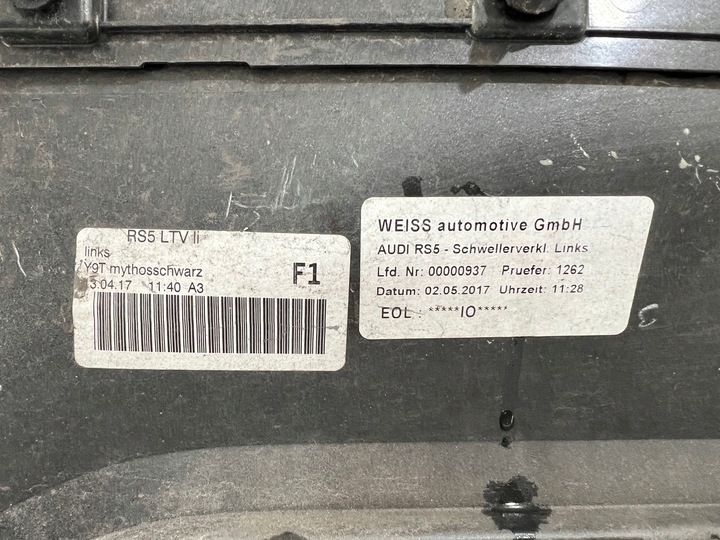 RS5 LTV li
links
Y9T mythosschwarz
3.04.17 11:40 A3
F1
WEISS automotive GmbH
AUDI RS5 - Schwellerverkl. Links
Lfd. Nr: 00000937 Pruefer: 1262
Datum: 02.05.2017 Uhrzeit: 11:28
EOL : *****IO*****